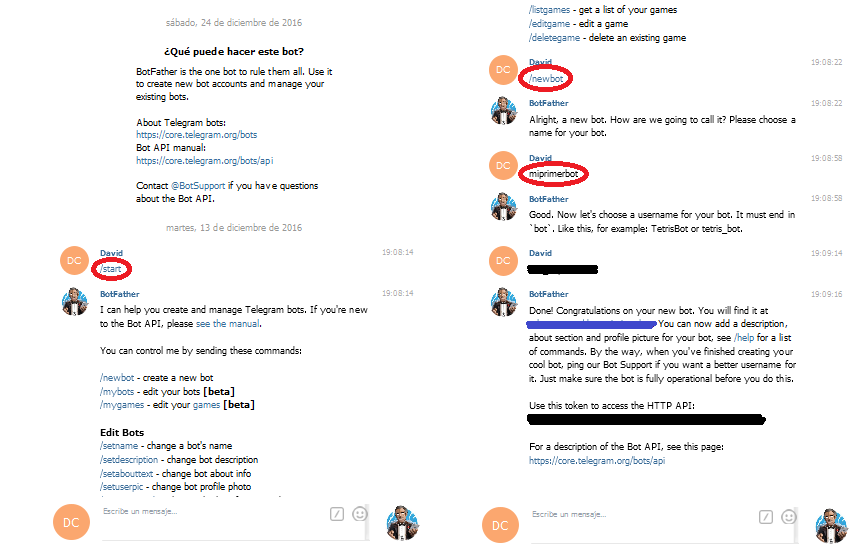 sábado, 24 de diciembre de 2016
¿Qué puede hacer este bot?
BotFather is the one bot to rule them all. Use it
to create new bot accounts and manage your
existing bots.
About Telegram bots:
https://core.telegram.org/bots
Bot API manual:
https://core.telegram.org/bots/api
Contact @BotSupport if you have questions
about the Bot API.
martes, 13 de diciembre de 2016
DC
David
19:08:14
/start
BotFather
19:08:14
I can help you create and manage Telegram bots. If you're new
to the Bot API, please see the manual.
You can control me by sending these commands:
/newbot - create a new bot
/mybots - edit your bots [beta]
/mygames - edit your games [beta]
Edit Bots
/setname - change a bot's name
/setdescription - change bot description
/setabouttext - change bot about info
/setuserpic - change bot profile photo
DC
Escribe un mensaje...
/listgames - get a list of your games
/editgame - edit a game
/deletegame - delete an existing game
DC
David
19:08:22
/newbot
BotFather
19:08:22
Alright, a new bot. How are we going to call it? Please choose a
name for your bot.
DC
David
19:08:58
miprimerbot
BotFather
19:08:58
Good. Now let's choose a username for your bot. It must end in
`bot`. Like this, for example: TetrisBot or tetris_bot.
DC
David
19:09:14
BotFather
19:09:16
Done! Congratulations on your new bot. You will find it at
You can now add a description,
about section and profile picture for your bot, see /help for a list
of commands. By the way, when you've finished creating your
cool bot, ping our Bot Support if you want a better username for
it. Just make sure the bot is fully operational before you do this.
Use this token to access the HTTP API:
For a description of the Bot API, see this page:
https://core.telegram.org/bots/api
DC
Escribe un mensaje...